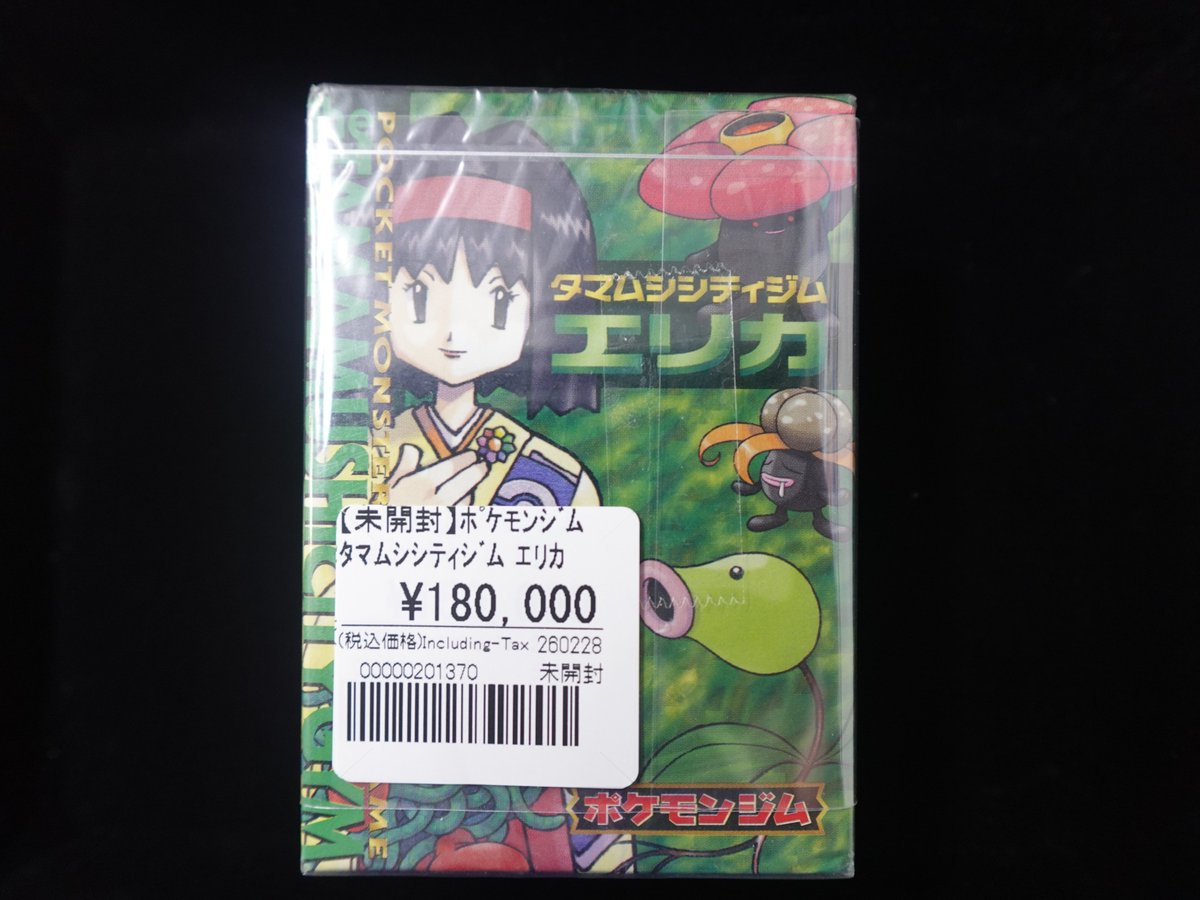 POCKET MONSTER
タマムシシティジム
エリカ
【未開封】ポケモンジム
タマムシシティジム エリカ
¥180,000
(税込価格)Including-Tax 260228
00000201370 未開封
ポケモンジム